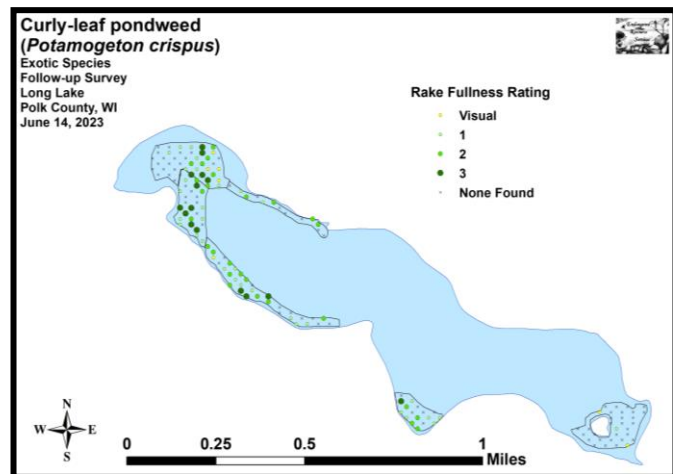 Curly-leaf pondweed
(Potamogeton crispus)
Exotic Species
Follow-up Survey
Long Lake
Polk County, WI
June 14, 2023
Rake Fullness Rating
Visual
1
2
3
None Found
N
W E
S
0 0.25 0.5 1
Miles